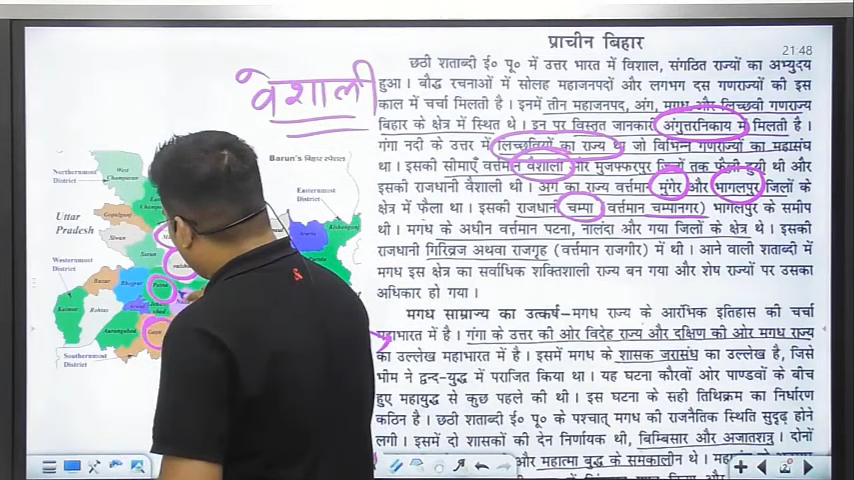 प्राचीन बिहार
21:48
वैशाली
छठी शताब्दी ई० पू० में उत्तर भारत में विशाल, संगठित राज्यों का अभ्युदय
हुआ । बौद्ध रचनाओं में सोलह महाजनपदों और लगभग दस गणराज्यों की इस
काल में चर्चा मिलती है । इनमें तीन महाजनपद, अंग, मगध और लिच्छवी गणराज्य
बिहार के क्षेत्र में स्थित थे । इन पर विस्तृत जानकारी अंगुत्तरनिकाय में मिलती है ।
गंगा नदी के उत्तर में लिच्छवियों का राज्य था जो विभिन्न गणराज्यों का महासंघ
था । इसकी सीमाएँ वर्तमान वैशाली और मुजफ्फरपुर जिलों तक फैली हुयी थी और
इसकी राजधानी वैशाली थी । अंग का राज्य वर्तमान मुंगेर और भागलपुर जिलों के
क्षेत्र में फैला था । इसकी राजधानी चम्पा वर्तमान चम्पानगर) भागलपुर के समीप
थी । मगध के अधीन वर्तमान पटना, नालंदा और गया जिलों के क्षेत्र थे । इसकी
राजधानी गिरिव्रज अथवा राजगृह (वर्तमान राजगीर) में थी । आने वाली शताब्दी में
मगध इस क्षेत्र का सर्वाधिक शक्तिशाली राज्य बन गया और शेष राज्यों पर उसका
अधिकार हो गया ।
मगध साम्राज्य का उत्कर्ष–मगध राज्य के आरंभिक इतिहास की चर्चा
महाभारत में है । गंगा के उत्तर की ओर विदेह राज्य और दक्षिण की ओर मगध राज्य
का उल्लेख महाभारत में है । इसमें मगध के शासक जरासंध का उल्लेख है, जिसे
भीम ने द्वन्द-युद्ध में पराजित किया था । यह घटना कौरवों ओर पाण्डवों के बीच
हुए महायुद्ध से कुछ पहले की थी । इस घटना के सही तिथिक्रम का निर्धारण
कठिन है । छठी शताब्दी ई० पू० के पश्चात् मगध की राजनैतिक स्थिति सुदृढ़ होने
लगी । इसमें दो शासकों की देन निर्णायक थी, बिम्बिसार और अजातशत्रु । दोनों
और महात्मा बुद्ध के समकालीन थे ।
Barun's बिहार स्पेशल
Northernmost
District
West
Champaran
Uttar
Pradesh
Gopalganj
Siwan
Saran
Westernmost
District
Buxar
Bhojpur
Patna
Kaimur
Rohtas
Aurangabad
Gaya
Southernmost
District
Easternmost
District
Kishanganj
Araria